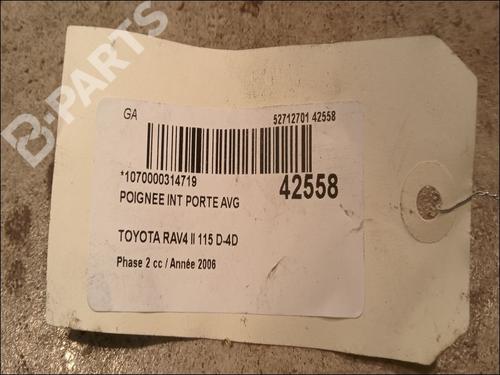 B-PARTS
GA
52712701 42558
*1070000314719
42558
POIGNEE INT PORTE AVG
TOYOTA RAV4 II 115 D-4D
Phase 2 cc / Année 2006